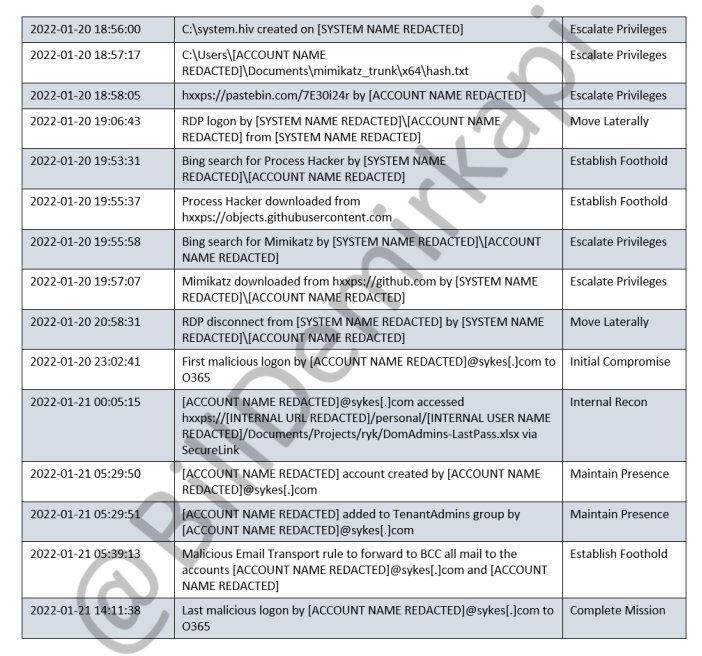 2022-01-20 18:56:00 C:\system.hiv created on [SYSTEM NAME REDACTED] Escalate Privileges
2022-01-20 18:57:17 C:\Users\[ACCOUNT NAME Escalate Privileges
REDACTED]\Documents\mimikatz_trunk\x64\hash.txt
2022-01-20 18:58:05 hxxps://pastebin.com/7E30i24r by [ACCOUNT NAME REDACTED] Escalate Privileges
2022-01-20 19:06:43 RDP logon by [SYSTEM NAME REDACTED]\[ACCOUNT NAME Move Laterally
REDACTED] from [SYSTEM NAME REDACTED]
2022-01-20 19:53:31 Bing search for Process Hacker by [SYSTEM NAME Establish Foothold
REDACTED]\[ACCOUNT NAME REDACTED]
2022-01-20 19:55:37 Process Hacker downloaded from Establish Foothold
hxxps://objects.githubusercontent.com
2022-01-20 19:55:58 Bing search for Mimikatz by [SYSTEM NAME REDACTED]\[ACCOUNT Escalate Privileges
NAME REDACTED]
2022-01-20 19:57:07 Mimikatz downloaded from hxxps://github.com by [SYSTEM NAME Escalate Privileges
REDACTED]\[ACCOUNT NAME REDACTED]
2022-01-20 20:58:31 RDP disconnect from [SYSTEM NAME REDACTED] by [SYSTEM NAME Move Laterally
REDACTED]\[ACCOUNT NAME REDACTED]
2022-01-20 23:02:41 First malicious logon by [ACCOUNT NAME REDACTED]@sykes[.]com to Initial Compromise
O365
2022-01-21 00:05:15 [ACCOUNT NAME REDACTED]@sykes[.]com accessed Internal Recon
hxxps://[INTERNAL URL REDACTED]/personal/[INTERNAL USER NAME
REDACTED]/Documents/Projects/ryk/DomAdmins-LastPass.xlsx via
SecureLink
2022-01-21 05:29:50 [ACCOUNT NAME REDACTED] account created by [ACCOUNT NAME Maintain Presence
REDACTED]@sykes[.]com
2022-01-21 05:29:51 [ACCOUNT NAME REDACTED] added to TenantAdmins group by Maintain Presence
[ACCOUNT NAME REDACTED]@sykes[.]com
2022-01-21 05:39:13 Malicious Email Transport rule to forward to BCC all mail to the Establish Foothold
accounts [ACCOUNT NAME REDACTED]@sykes[.]com and [ACCOUNT
NAME REDACTED]
2022-01-21 14:11:38 Last malicious logon by [ACCOUNT NAME REDACTED]@sykes[.]com to Complete Mission
O365
@BillDemirkapi